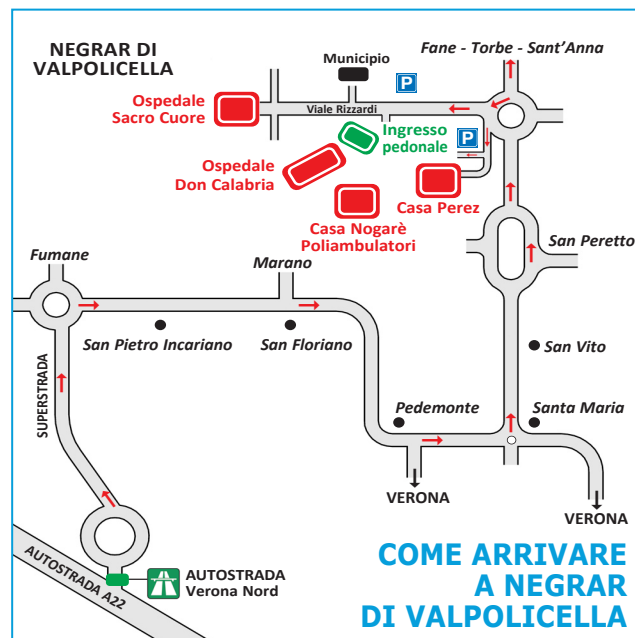 NEGRAR DI
VALPOLICELLA
Municipio
P
Fane - Torbe - Sant'Anna
Ospedale
Sacro Cuore
Viale Rizzardi
Ingresso
pedonale
P
Ospedale
Don Calabria
Casa Perez
Casa Nogarè
Poliambulatori
San Peretto
Fumane
Marano
San Pietro Incariano
San Floriano
San Vito
SUPERSTRADA
Pedemonte
Santa Maria
VERONA
VERONA
AUTOSTRADA A22
AUTOSTRADA
Verona Nord
COME ARRIVARE
A NEGRAR
DI VALPOLICELLA